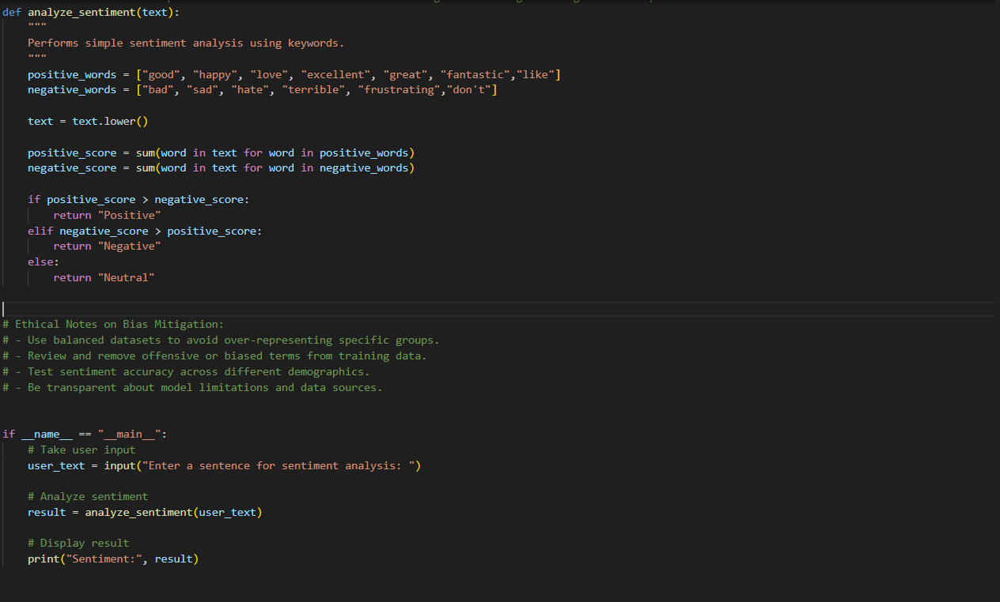 def analyze_sentiment(text):
    """
    Performs simple sentiment analysis using keywords.
    """
    positive_words = ["good", "happy", "love", "excellent", "great", "fantastic","like"]
    negative_words = ["bad", "sad", "hate", "terrible", "frustrating","don't"]

    text = text.lower()

    positive_score = sum(word in text for word in positive_words)
    negative_score = sum(word in text for word in negative_words)

    if positive_score > negative_score:
        return "Positive"
    elif negative_score > positive_score:
        return "Negative"
    else:
        return "Neutral"

# Ethical Notes on Bias Mitigation:
# - Use balanced datasets to avoid over-representing specific groups.
# - Review and remove offensive or biased terms from training data.
# - Test sentiment accuracy across different demographics.
# - Be transparent about model limitations and data sources.

if __name__ == "__main__":
    # Take user input
    user_text = input("Enter a sentence for sentiment analysis: ")

    # Analyze sentiment
    result = analyze_sentiment(user_text)

    # Display result
    print("Sentiment:", result)